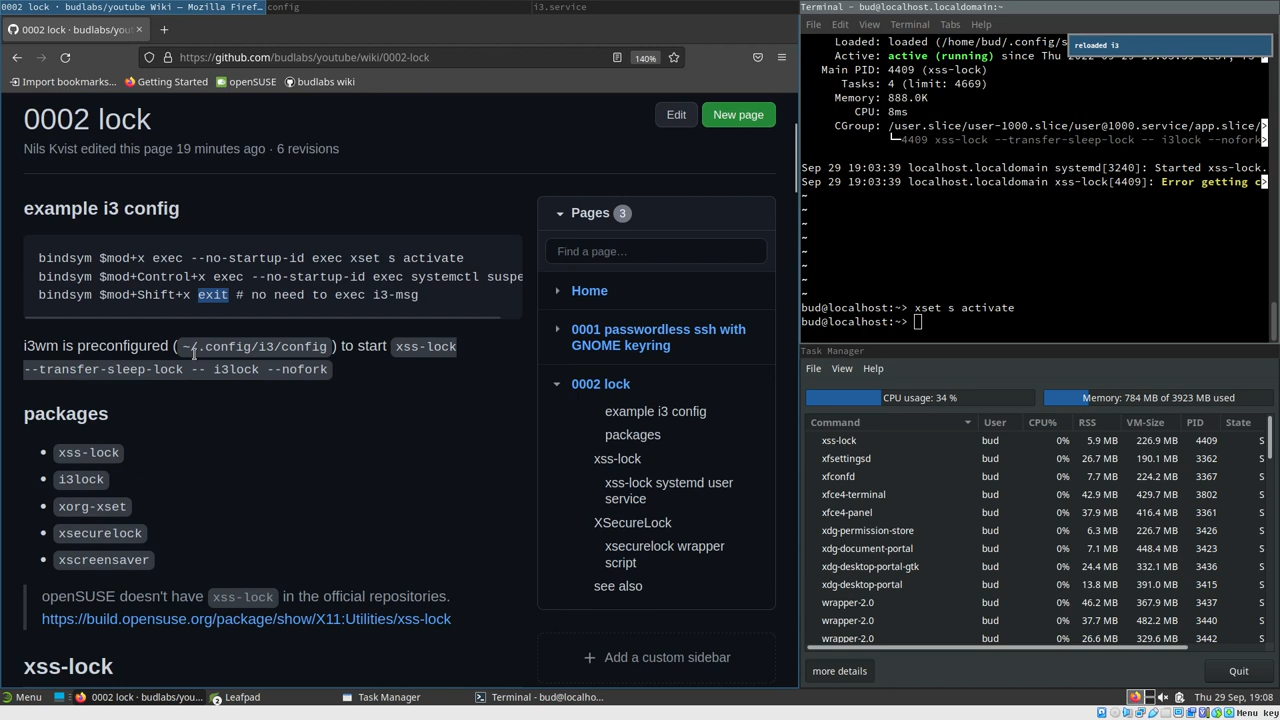 0002 lock · budlabs/youtube Wiki — Mozilla Firef…
config
i3.service
0002 lock · budlabs/yout
Import bookmarks...
Getting Started
openSUSE
budlabs
https://github.com/budlabs/youtube/wiki/0002-lock
140%
0002 lock
Edit
New page
Nils Kvist edited this page 19 minutes ago · 6 revisions
example i3 config
bindsym $mod+x exec --no-startup-id exec xset s activate
bindsym $mod+Control+x exec --no-startup-id exec systemctl suspe
bindsym $mod+Shift+x exit # no need to exec i3-msg
i3wm is preconfigured ( ~/.config/i3/config ) to start xss-lock
--transfer-sleep-lock -- i3lock --nofork
packages
xss-lock
i3lock
xorg-xset
xsecurelock
xscreensaver
openSUSE doesn't have xss-lock in the official repositories.
https://build.opensuse.org/package/show/X11:Utilities/xss-lock
xss-lock
Pages 3
Find a page…
Home
0001 passwordless ssh with
GNOME keyring
0002 lock
example i3 config
packages
xss-lock
xss-lock systemd user
service
XSecureLock
xsecurelock wrapper
script
see also
Add a custom sidebar
Terminal - bud@localhost.localdomain:~
File Edit View Terminal Tabs Help
reloaded i3
Loaded: loaded (/home/bud/.config/s
Active: active (running) since Thu
Main PID: 4409 (xss-lock)
Tasks: 4 (limit: 4669)
Memory: 888.0K
CPU: 8ms
CGroup: /user.slice/user-1000.slice/user@1000.service/app.slice/>
└─4409 xss-lock --transfer-sleep-lock -- i3lock --nofork>
Sep 29 19:03:39 localhost.localdomain systemd[3240]: Started xss-lock.
Sep 29 19:03:39 localhost.localdomain xss-lock[4409]: Error getting c>
~
~
~
~
~
~
~
~
bud@localhost:~> xset s activate
bud@localhost:~>
Task Manager
File View Help
CPU usage: 34 %
Memory: 784 MB of 3923 MB used
Command User CPU% RSS VM-Size PID State
xss-lock bud 0% 5.9 MB 226.9 MB 4409 S
xfsettingsd bud 0% 26.7 MB 190.1 MB 3362 S
xfconfd bud 0% 7.7 MB 224.2 MB 3367 S
xfce4-terminal bud 0% 42.9 MB 429.7 MB 3802 S
xfce4-panel bud 0% 37.9 MB 416.4 MB 3361 S
xdg-permission-store bud 0% 6.3 MB 226.7 MB 3426 S
xdg-document-portal bud 0% 7.1 MB 448.4 MB 3423 S
xdg-desktop-portal-gtk bud 0% 24.4 MB 332.1 MB 3436 S
xdg-desktop-portal bud 0% 13.8 MB 391.0 MB 3415 S
wrapper-2.0 bud 0% 46.2 MB 367.9 MB 3437 S
wrapper-2.0 bud 0% 37.7 MB 482.2 MB 3440 S
wrapper-2.0 bud 0% 26.6 MB 329.6 MB 3442 S
more details
Quit
Menu
0002 lock · budlabs/you...
2 Leafpad
Task Manager
Terminal - bud@localho...
Thu 29 Sep, 19:08
Menu key